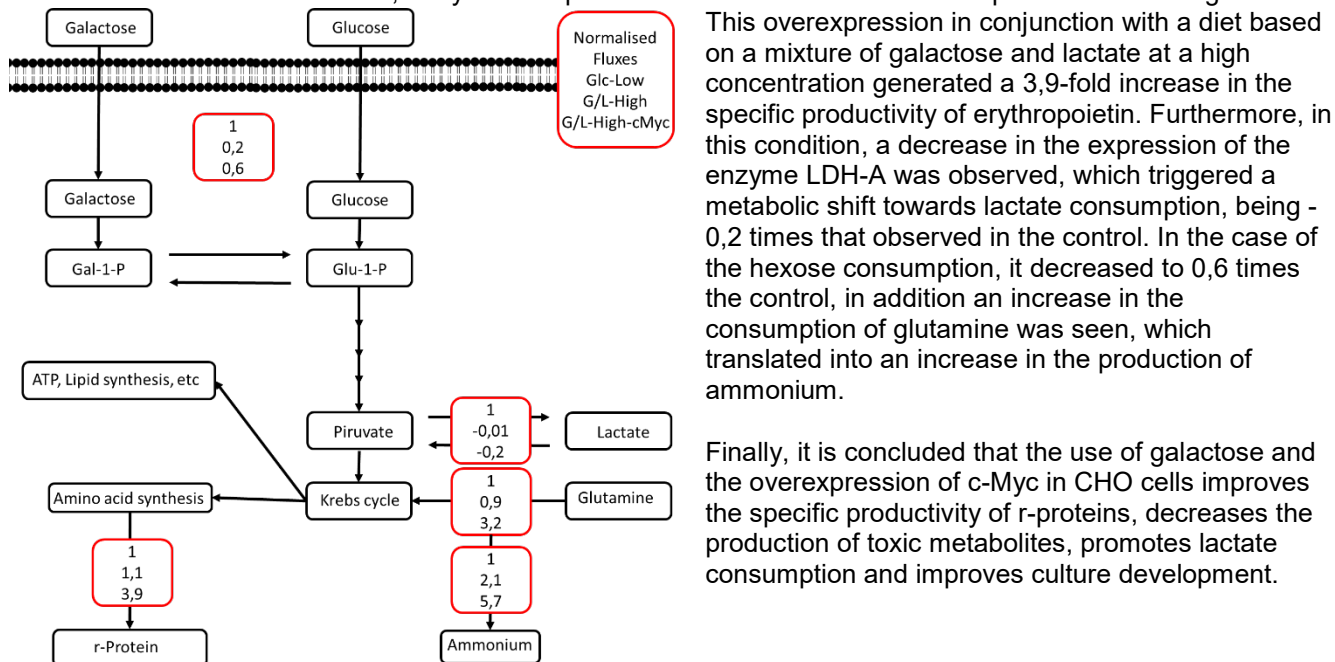 Galactose
Glucose
Normalised
Fluxes
Glc-Low
G/L-High
G/L-High-cMyc
1
0,2
0,6
Galactose
Glucose
Gal-1-P
Glu-1-P
ATP, Lipid synthesis, etc
Piruvate
1
-0,01
-0,2
Lactate
Amino acid synthesis
Krebs cycle
1
0,9
3,2
Glutamine
1
1,1
3,9
1
2,1
5,7
r-Protein
Ammonium
This overexpression in conjunction with a diet based
on a mixture of galactose and lactate at a high
concentration generated a 3,9-fold increase in the
specific productivity of erythropoietin. Furthermore, in
this condition, a decrease in the expression of the
enzyme LDH-A was observed, which triggered a
metabolic shift towards lactate consumption, being -
0,2 times that observed in the control. In the case of
the hexose consumption, it decreased to 0,6 times
the control, in addition an increase in the
consumption of glutamine was seen, which
translated into an increase in the production of
ammonium.
Finally, it is concluded that the use of galactose and
the overexpression of c-Myc in CHO cells improves
the specific productivity of r-proteins, decreases the
production of toxic metabolites, promotes lactate
consumption and improves culture development.